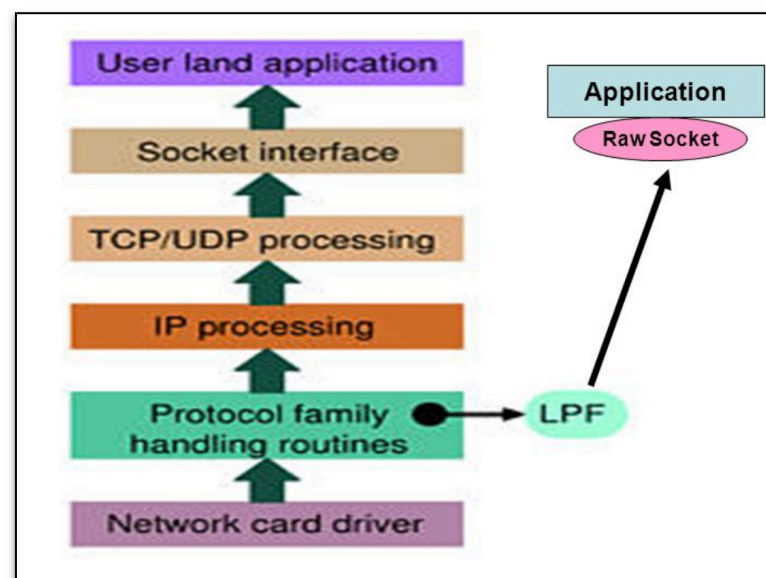 User land application
Socket interface
TCP/UDP processing
IP processing
Protocol family
handling routines
Network card driver
Application
Raw Socket
LPF